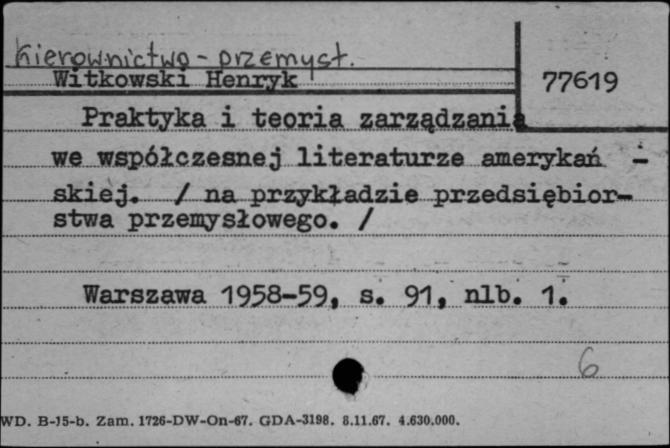 Kierownictwo - przemysł.
Witkowski Henryk
77619
Praktyka i teoria zarządzania
we współczesnej literaturze amerykań -
skiej. / na przykładzie przedsiębior-
stwa przemysłowego. /
Warszawa 1958-59, s. 91, nlb. 1.
6
WD. B-15-b. Zam. 1726-DW-On-67. GDA-3198. 8.11.67. 4.630.000.